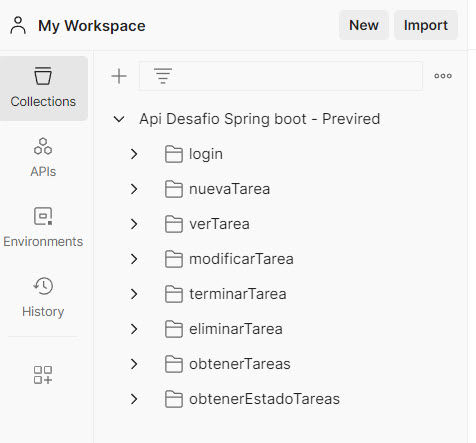 My Workspace
New
Import
Collections
APIs
Environments
History
Api Desafio Spring boot - Previred
login
nuevaTarea
verTarea
modificarTarea
terminarTarea
eliminarTarea
obtenerTareas
obtenerEstadoTareas